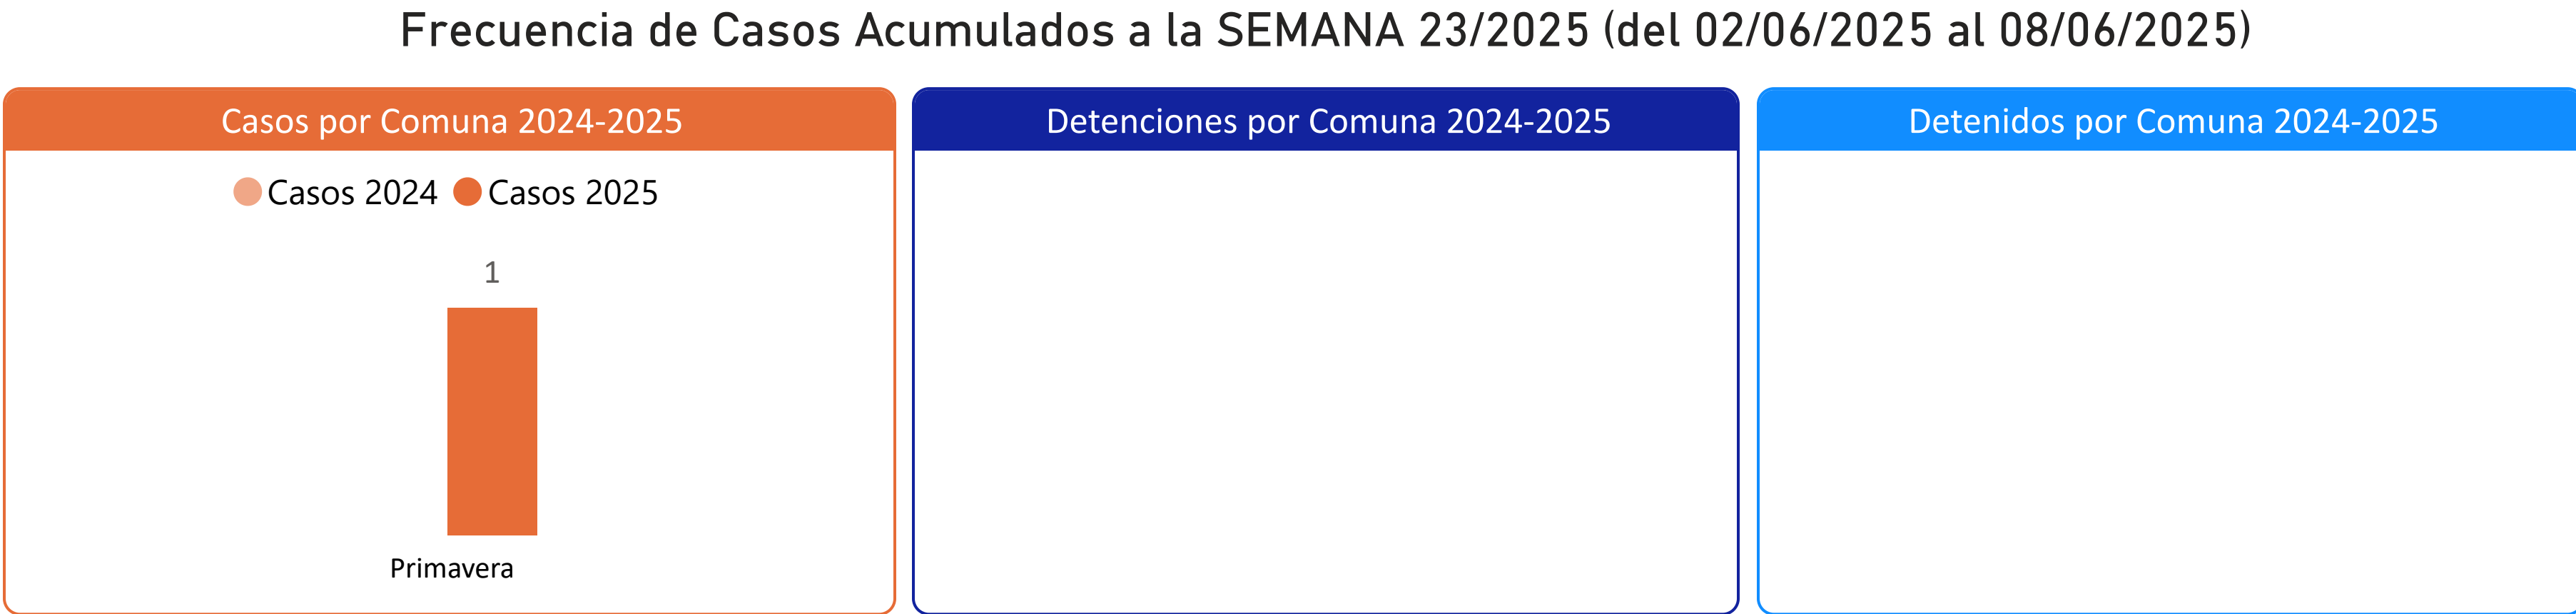 Frecuencia de Casos Acumulados a la SEMANA 23/2025 (del 02/06/2025 al 08/06/2025)
Casos por Comuna 2024-2025
Casos 2024 Casos 2025
1
Primavera
Detenciones por Comuna 2024-2025
Detenidos por Comuna 2024-2025